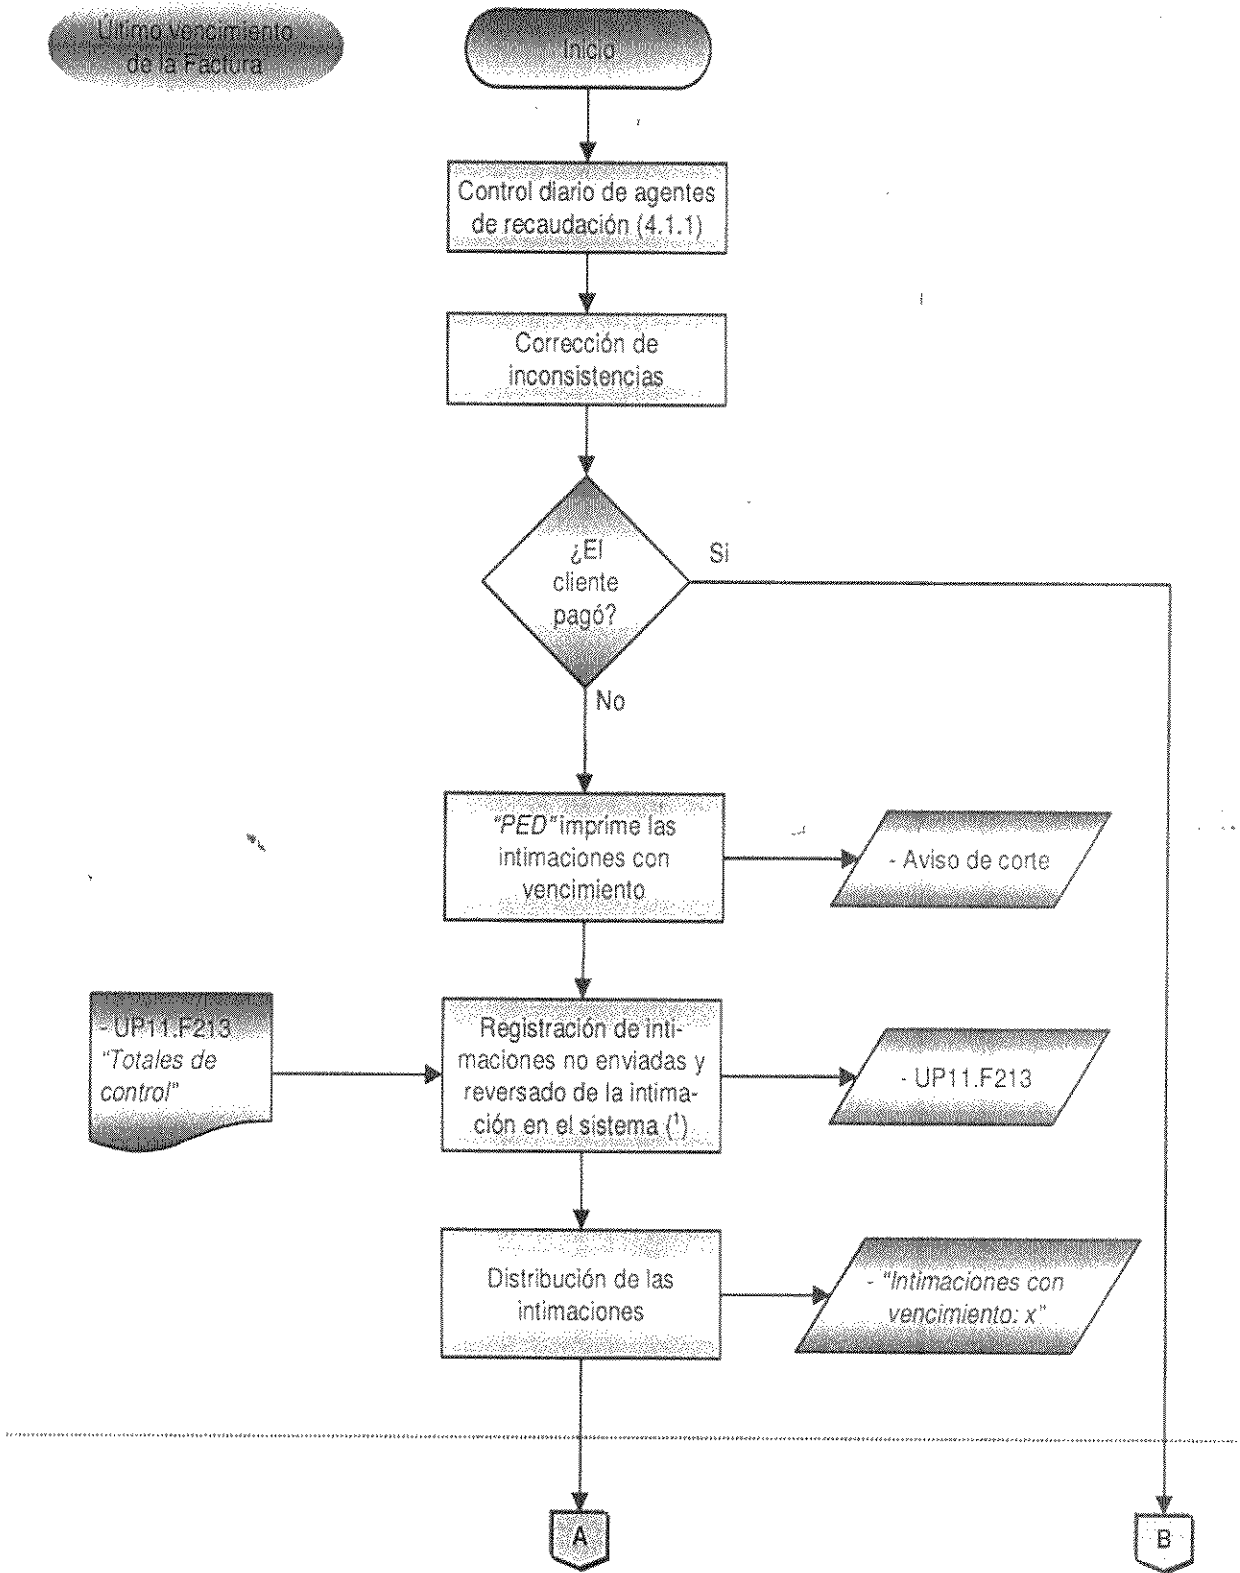 Último vencimiento
de la Factura
Inicio
Control diario de agentes
de recaudación (4.1.1)
Corrección de
inconsistencias
¿El
cliente
pagó?
Si
No
"PED" imprime las
intimaciones con
vencimiento
- Aviso de corte
- UP11.F213
"Totales de
control"
Registración de inti-
maciones no enviadas y
reversado de la intima-
ción en el sistema (¹)
- UP11.F213
Distribución de las
intimaciones
- "Intimaciones con
vencimiento: x"
A
B